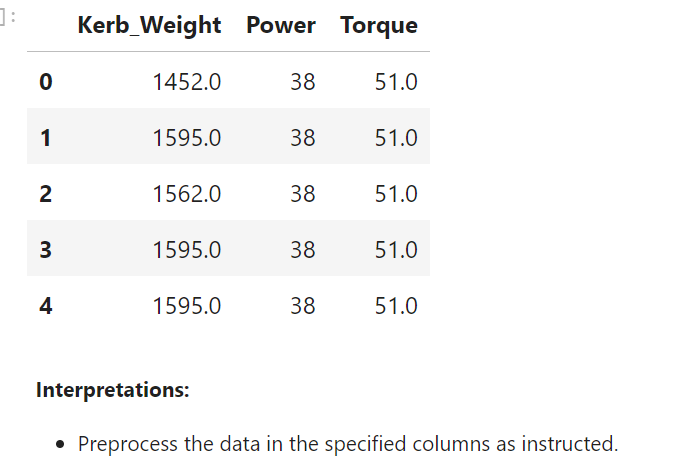 ]:
Kerb_Weight Power Torque
0 1452.0 38 51.0
1 1595.0 38 51.0
2 1562.0 38 51.0
3 1595.0 38 51.0
4 1595.0 38 51.0
Interpretations:
• Preprocess the data in the specified columns as instructed.